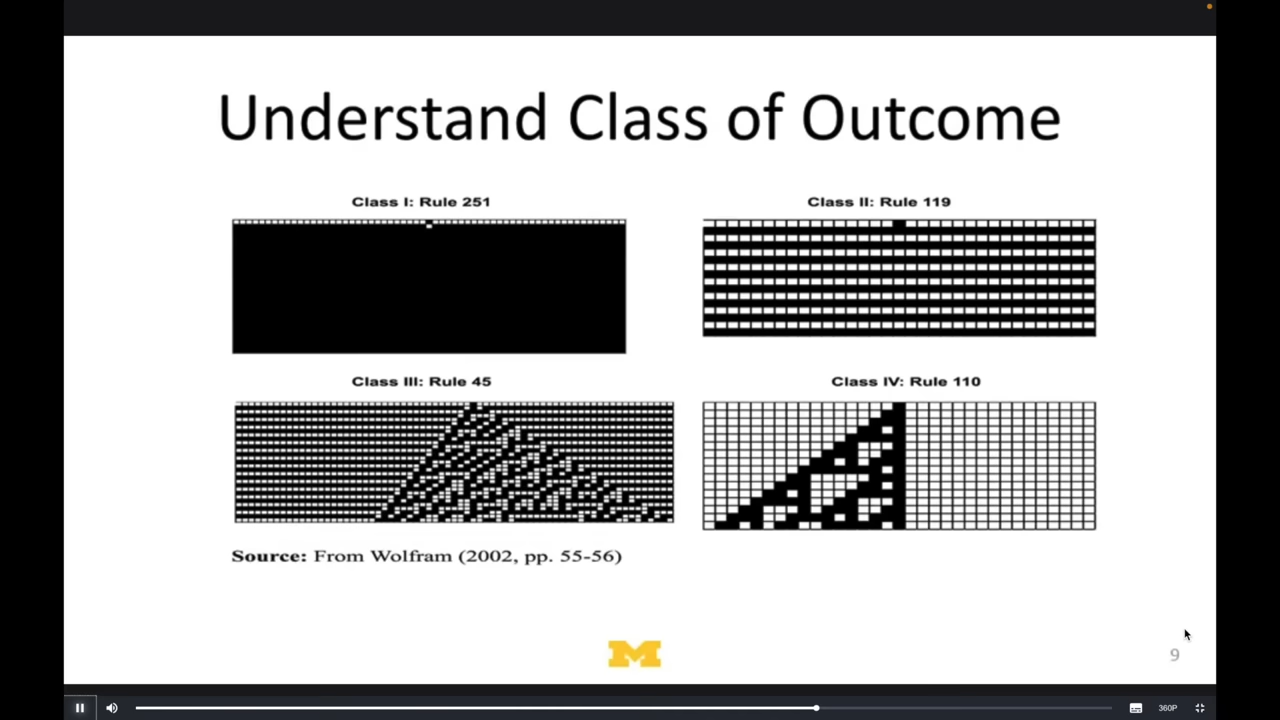 Understand Class of Outcome
Class I: Rule 251
Class II: Rule 119
Class III: Rule 45
Class IV: Rule 110
Source: From Wolfram (2002, pp. 55-56)
M
9
360P